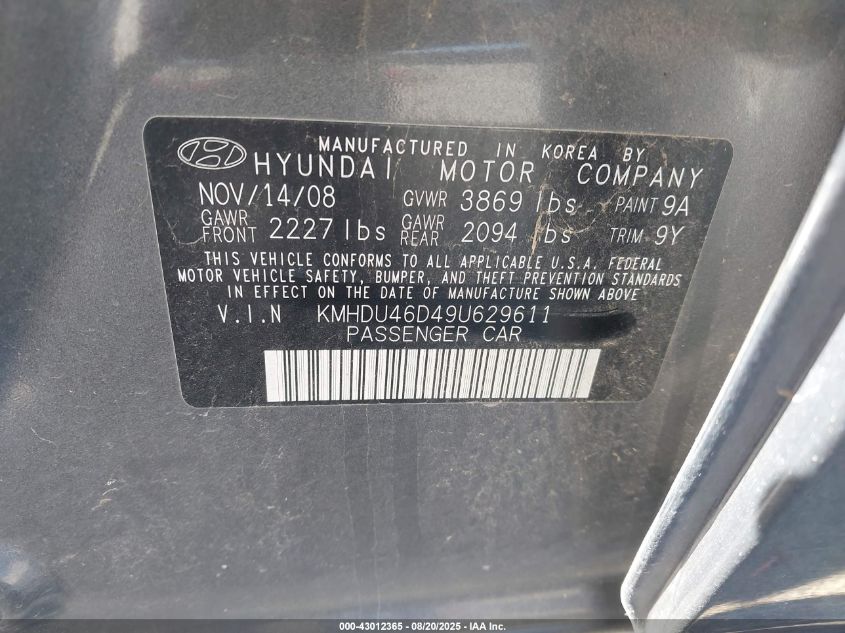 MANUFACTURED IN KOREA BY
HYUNDAI MOTOR COMPANY
NOV/14/08 GVWR 3869 lbs PAINT 9A
GAWR FRONT 2227 lbs GAWR REAR 2094 lbs TRIM 9Y
THIS VEHICLE CONFORMS TO ALL APPLICABLE U.S.A. FEDERAL
MOTOR VEHICLE SAFETY, BUMPER, AND THEFT PREVENTION STANDARDS
IN EFFECT ON THE DATE OF MANUFACTURE SHOWN ABOVE
V.I.N KMHDU46D49U629611
PASSENGER CAR
000-43012365 - 08/20/2025 - IAA Inc.